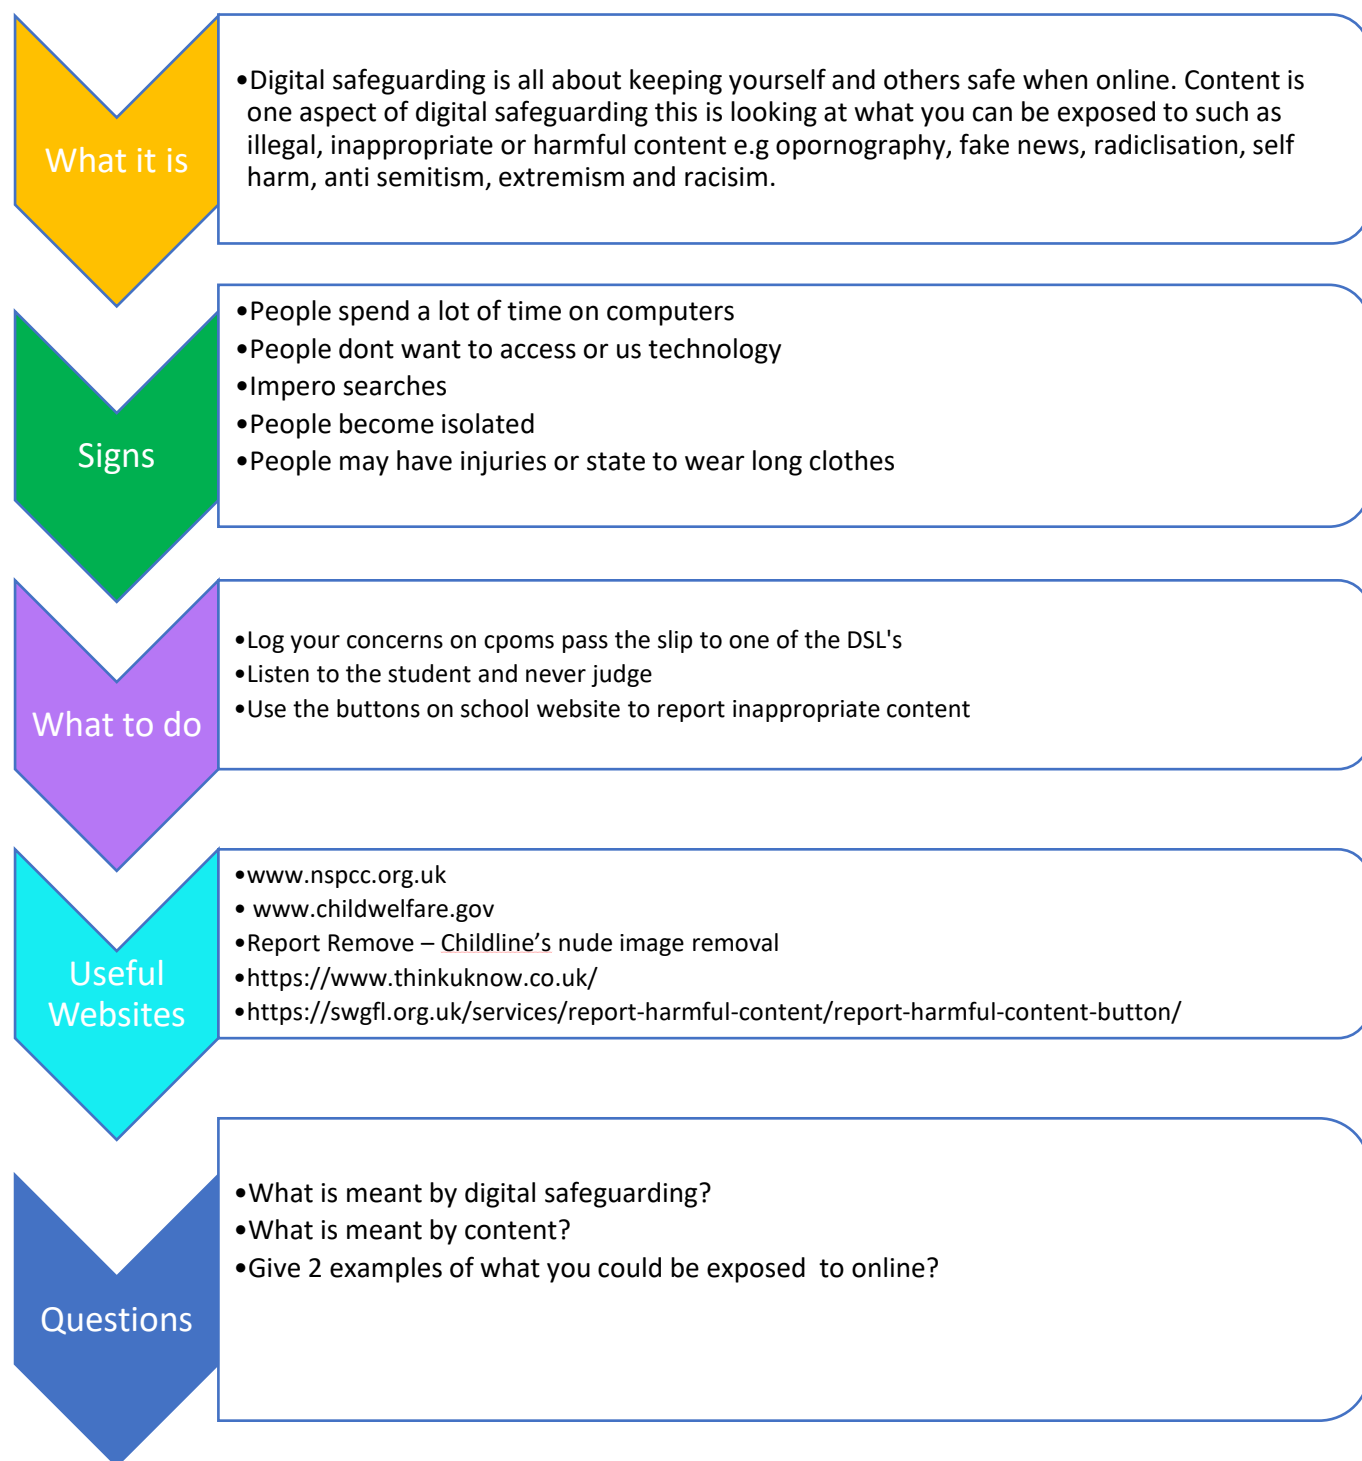 What it is
•Digital safeguarding is all about keeping yourself and others safe when online. Content is
one aspect of digital safeguarding this is looking at what you can be exposed to such as
illegal, inappropriate or harmful content e.g opornography, fake news, radiclisation, self
harm, anti semitism, extremism and racisim.
Signs
•People spend a lot of time on computers
•People dont want to access or us technology
•Impero searches
•People become isolated
•People may have injuries or state to wear long clothes
What to do
•Log your concerns on cpoms pass the slip to one of the DSL's
•Listen to the student and never judge
•Use the buttons on school website to report inappropriate content
Useful
Websites
•www.nspcc.org.uk
• www.childwelfare.gov
•Report Remove – Childline’s nude image removal
•https://www.thinkuknow.co.uk/
•https://swgfl.org.uk/services/report-harmful-content/report-harmful-content-button/
Questions
•What is meant by digital safeguarding?
•What is meant by content?
•Give 2 examples of what you could be exposed  to online?